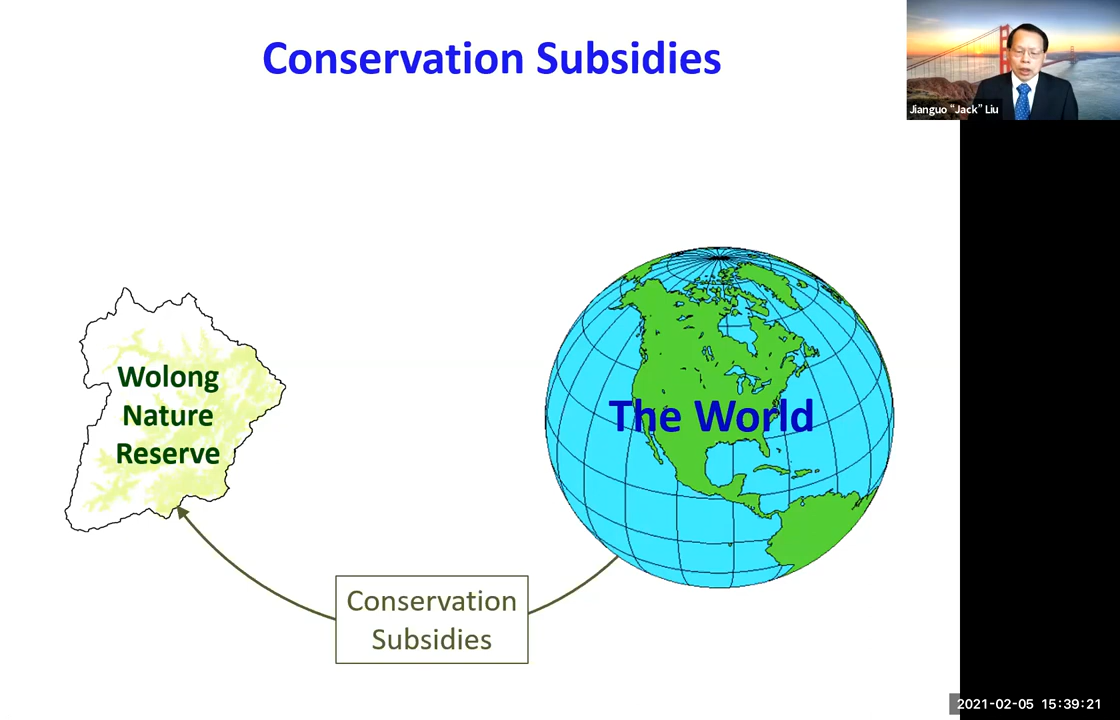 Conservation Subsidies
Jianguo "Jack" Liu
Wolong
Nature
Reserve
The World
Conservation
Subsidies
2021-02-05 15:39:21